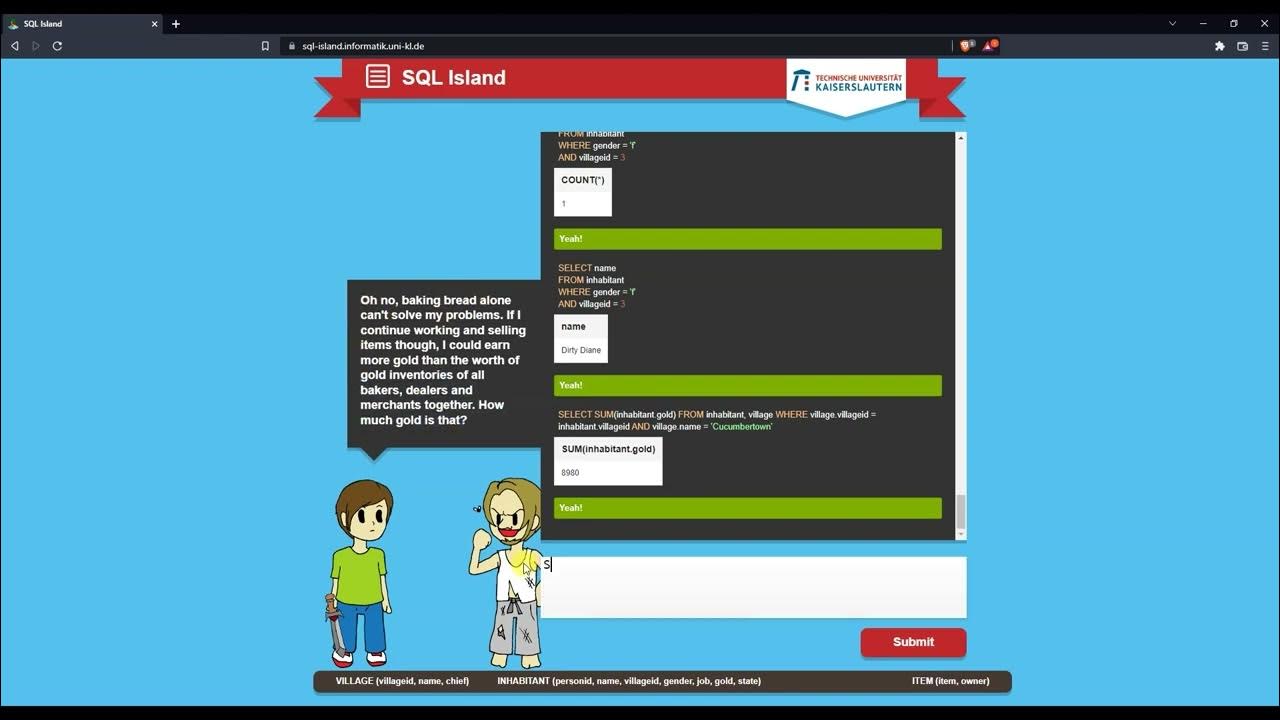 SQL Island
sql-island.informatik.uni-kl.de
SQL Island
TECHNISCHE UNIVERSITÄT
KAISERSLAUTERN
FROM inhabitant
WHERE gender = 'f'
AND villageid = 3
COUNT(*)
1
Yeah!
SELECT name
FROM inhabitant
WHERE gender = 'f'
AND villageid = 3
name
Dirty Diane
Yeah!
SELECT SUM(inhabitant.gold) FROM inhabitant, village WHERE village.villageid =
inhabitant.villageid AND village.name = 'Cucumbertown'
SUM(inhabitant.gold)
8980
Yeah!
Oh no, baking bread alone
can't solve my problems. If I
continue working and selling
items though, I could earn
more gold than the worth of
gold inventories of all
bakers, dealers and
merchants together. How
much gold is that?
S
Submit
VILLAGE (villageid, name, chief)
INHABITANT (personid, name, villageid, gender, job, gold, state)
ITEM (item, owner)